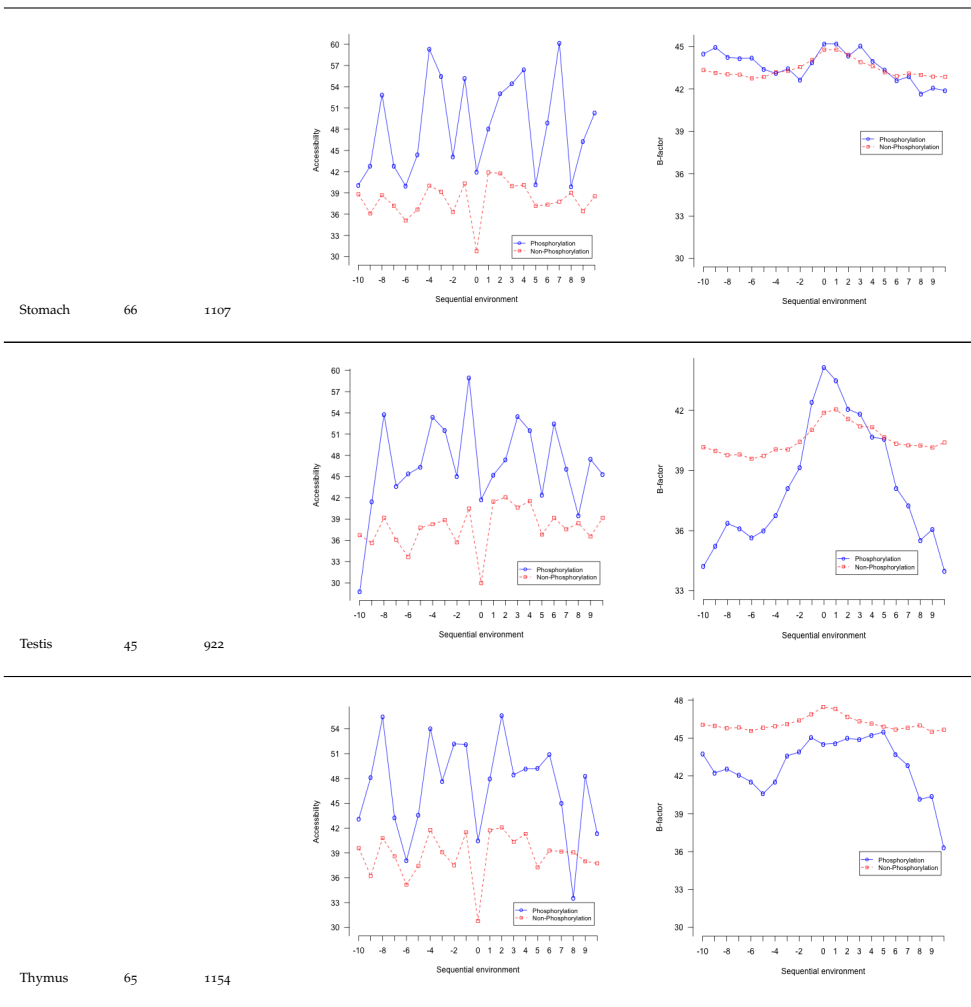 60
57
54
51
48
45
42
39
36
33
30
Accessibility
Phosphorylation
Non-Phosphorylation
-10 -8 -6 -4 -2 0 1 2 3 4 5 6 7 8 9
Sequential environment
45
42
39
36
33
30
B-factor
Phosphorylation
Non-Phosphorylation
-10 -8 -6 -4 -2 0 1 2 3 4 5 6 7 8 9
Sequential environment
Stomach 66 1107
60
57
54
51
48
45
42
39
36
33
30
Accessibility
Phosphorylation
Non-Phosphorylation
-10 -8 -6 -4 -2 0 1 2 3 4 5 6 7 8 9
Sequential environment
42
39
36
33
B-factor
Phosphorylation
Non-Phosphorylation
-10 -8 -6 -4 -2 0 1 2 3 4 5 6 7 8 9
Sequential environment
Testis 45 922
54
51
48
45
42
39
36
33
30
Accessibility
Phosphorylation
Non-Phosphorylation
-10 -8 -6 -4 -2 0 1 2 3 4 5 6 7 8 9
Sequential environment
48
45
42
39
36
33
30
B-factor
Phosphorylation
Non-Phosphorylation
-10 -8 -6 -4 -2 0 1 2 3 4 5 6 7 8 9
Sequential environment
Thymus 65 1154